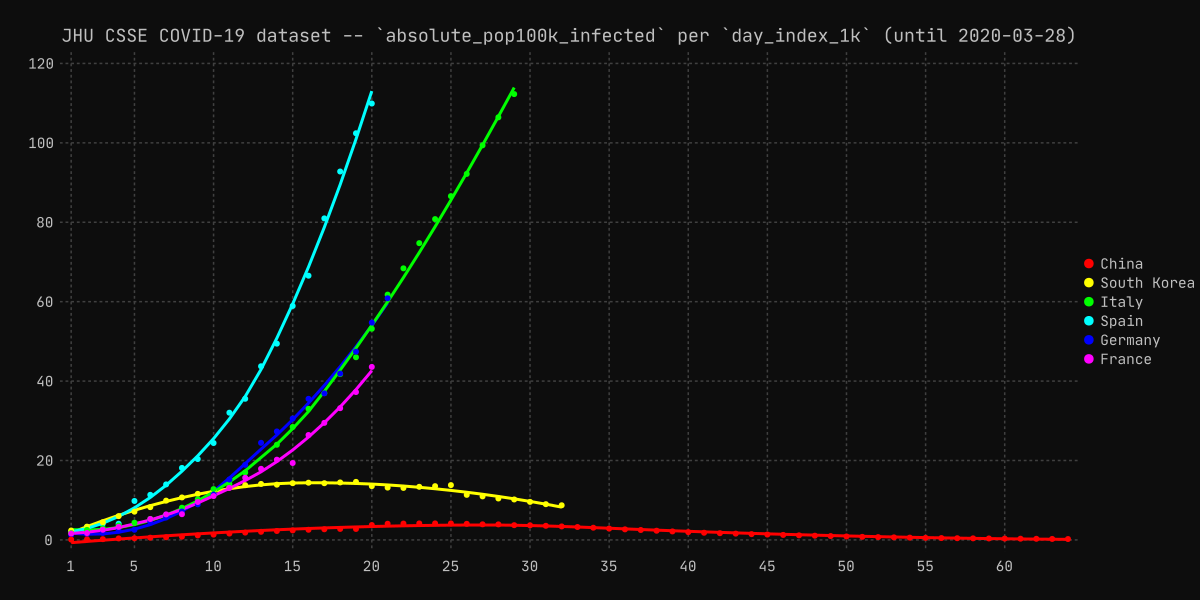 JHU CSSE COVID-19 dataset -- `absolute_pop100k_infected` per `day_index_1k` (until 2020-03-28)
120
100
80
60
40
20
0
1 5 10 15 20 25 30 35 40 45 50 55 60
China
South Korea
Italy
Spain
Germany
France